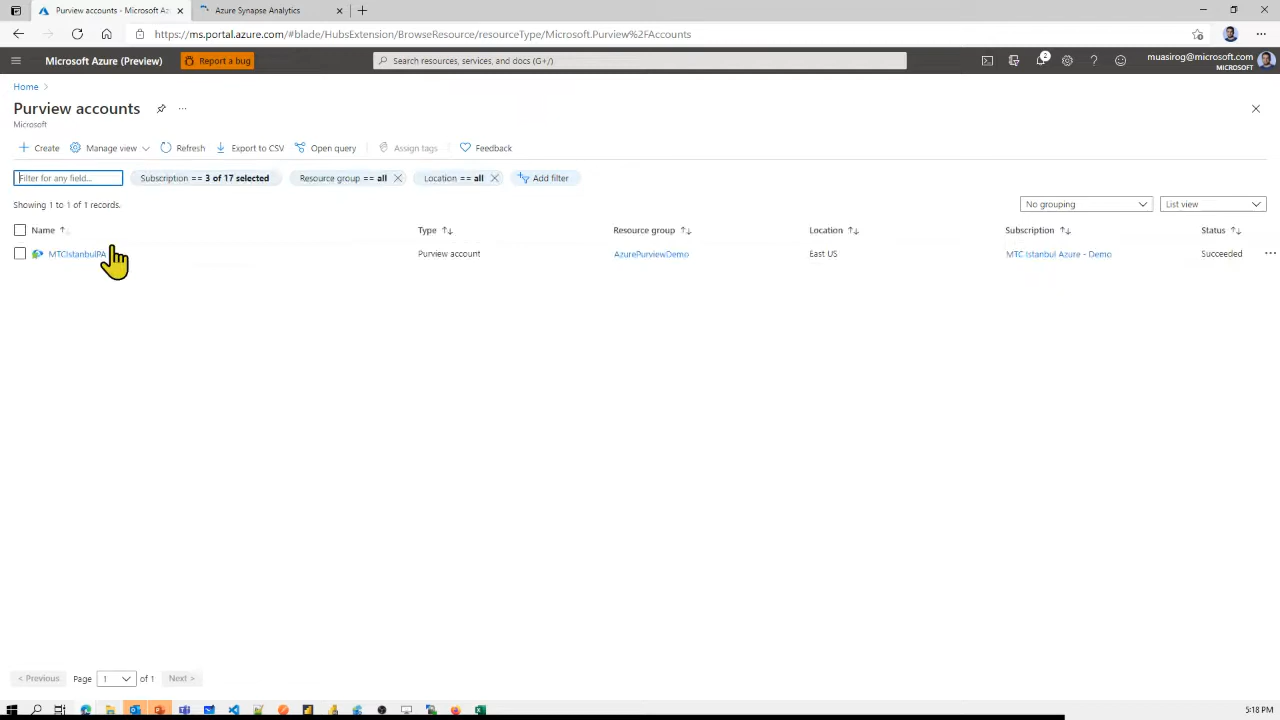 Purview accounts - Microsoft Az
Azure Synapse Analytics
https://ms.portal.azure.com/#blade/HubsExtension/BrowseResource/resourceType/Microsoft.Purview%2FAccounts
Microsoft Azure (Preview)
Report a bug
Search resources, services, and docs (G+/)
2
muasirog@microsoft.com
MICROSOFT
Home
Purview accounts
Microsoft
Create
Manage view
Refresh
Export to CSV
Open query
Assign tags
Feedback
Filter for any field...
Subscription == 3 of 17 selected
Resource group == all
Location == all
Add filter
Showing 1 to 1 of 1 records.
No grouping
List view
Name
Type
Resource group
Location
Subscription
Status
MTCIstanbulPA
Purview account
AzurePurviewDemo
East US
MTC Istanbul Azure - Demo
Succeeded
< Previous
Page
1
of 1
Next >
5:18 PM